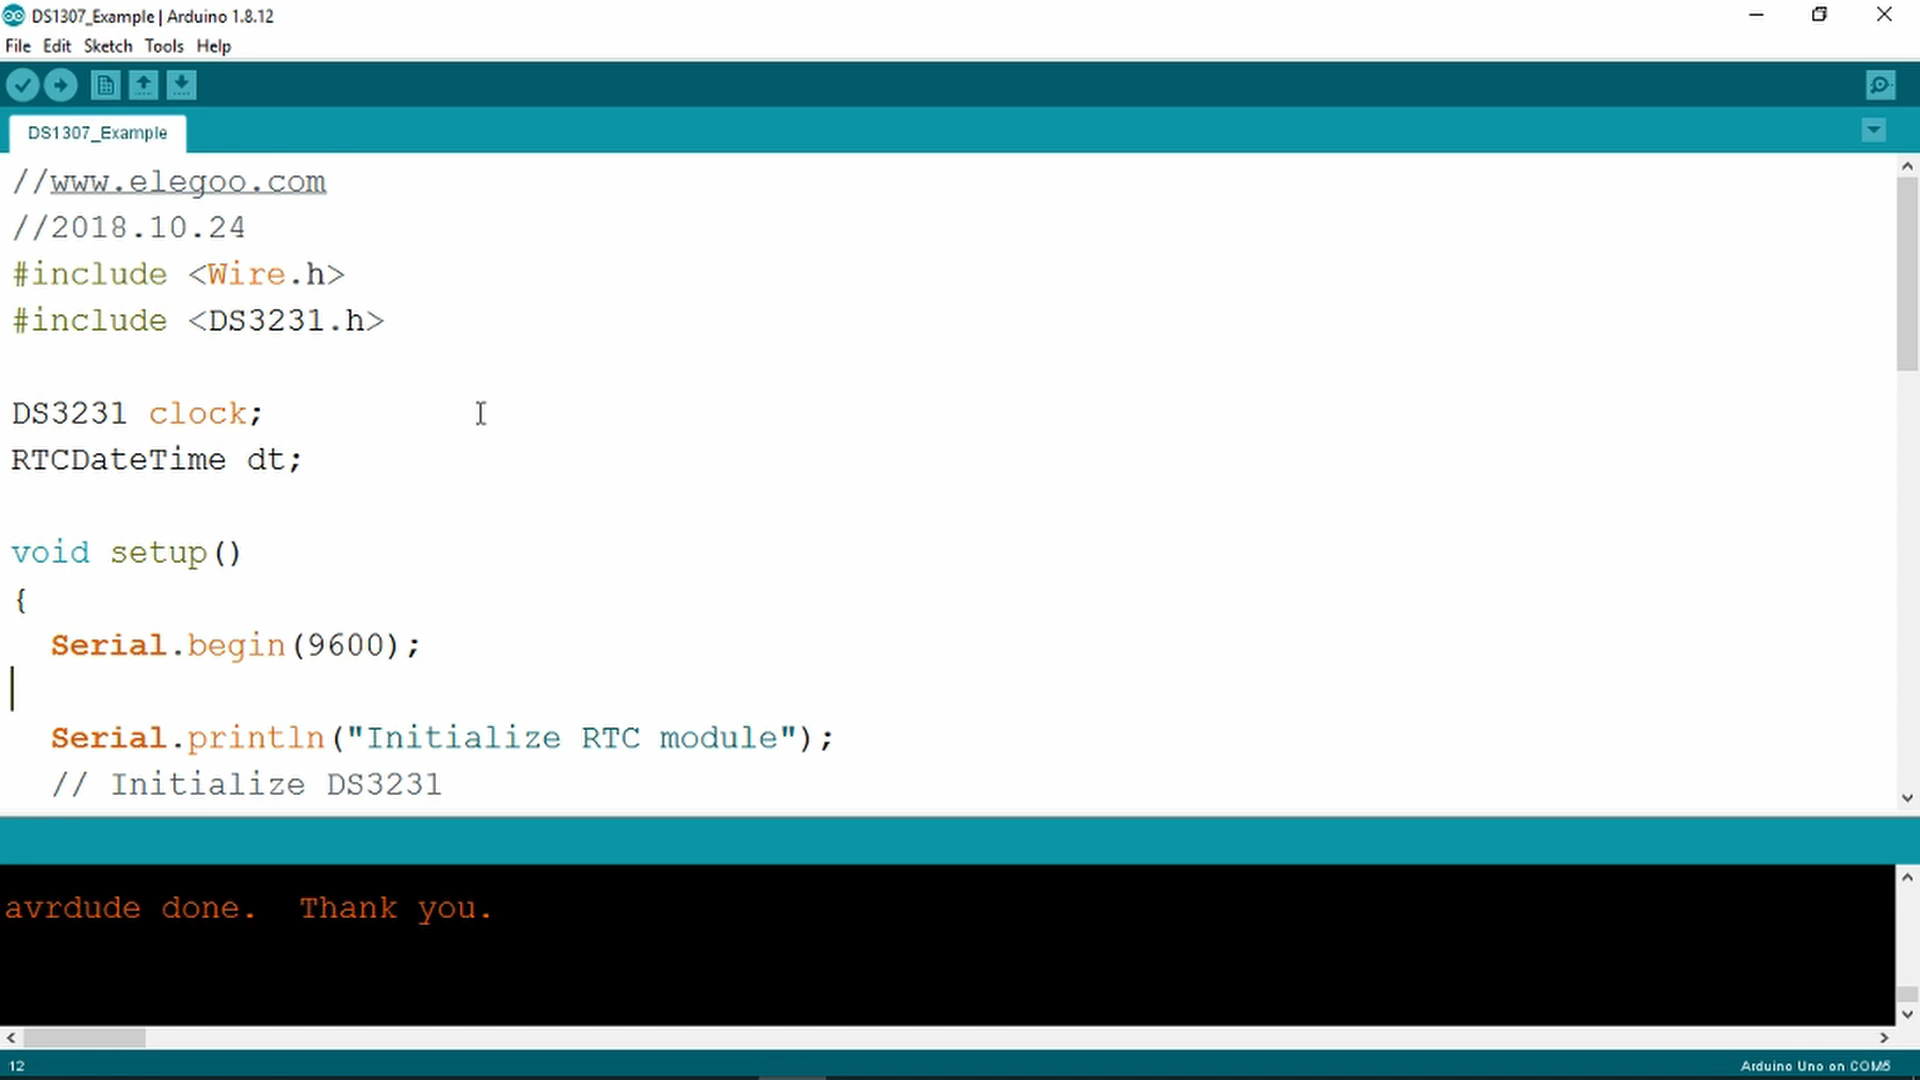 DS1307_Example | Arduino 1.8.12
File Edit Sketch Tools Help
DS1307_Example
//www.elegoo.com
//2018.10.24
#include <Wire.h>
#include <DS3231.h>
DS3231 clock;
RTCDateTime dt;
void setup()
{
Serial.begin(9600);
Serial.println("Initialize RTC module");
// Initialize DS3231
avrdude done.  Thank you.
12
Arduino Uno on COM5